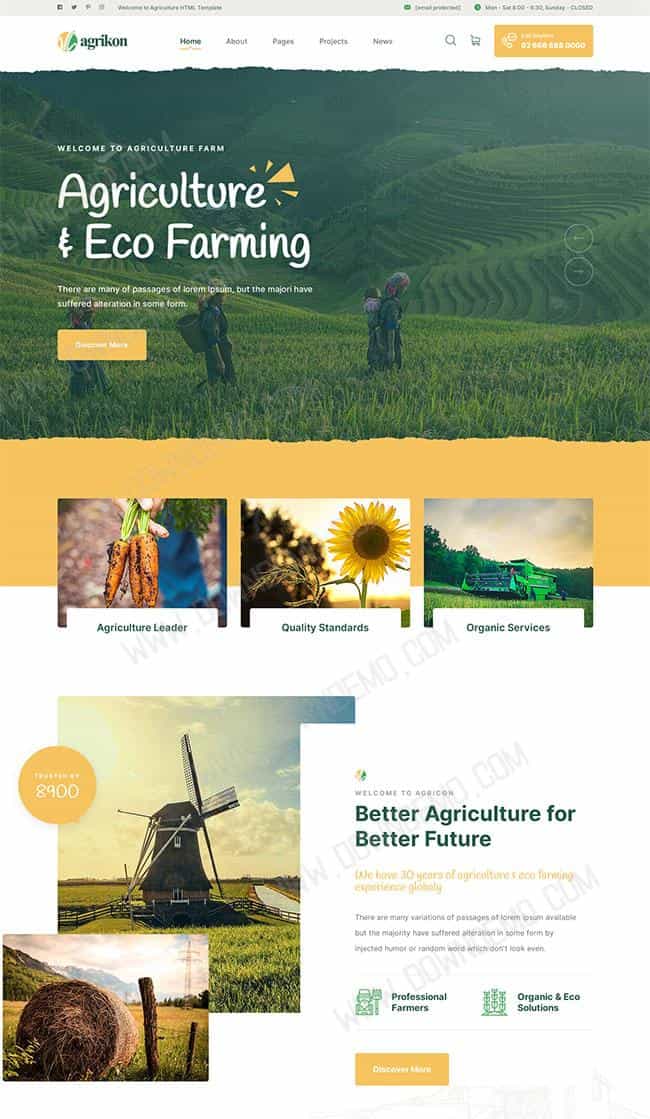 Welcome to Agriculture HTML Template
[email protected]
Mon - Sat 8:00 - 6:30, Sunday - CLOSED
agrikon
Home
About
Pages
Projects
News
Call Anytime
92 666 888 0000
WELCOME TO AGRICULTURE FARM
Agriculture
& Eco Farming
There are many of passages of lorem Ipsum, but the majori have
suffered alteration in some form.
Discover More
Agriculture Leader
Quality Standards
Organic Services
TRUSTED BY
8900
WELCOME TO AGRICON
Better Agriculture for
Better Future
We have 30 years of agriculture & eco farming
experience globaly
There are many variations of passages of lorem ipsum available
but the majority have suffered alteration in some form by
injected humor or random word which don't look even.
Professional
Farmers
Organic & Eco
Solutions
Discover More
WWW.DOWNDEMO.COM